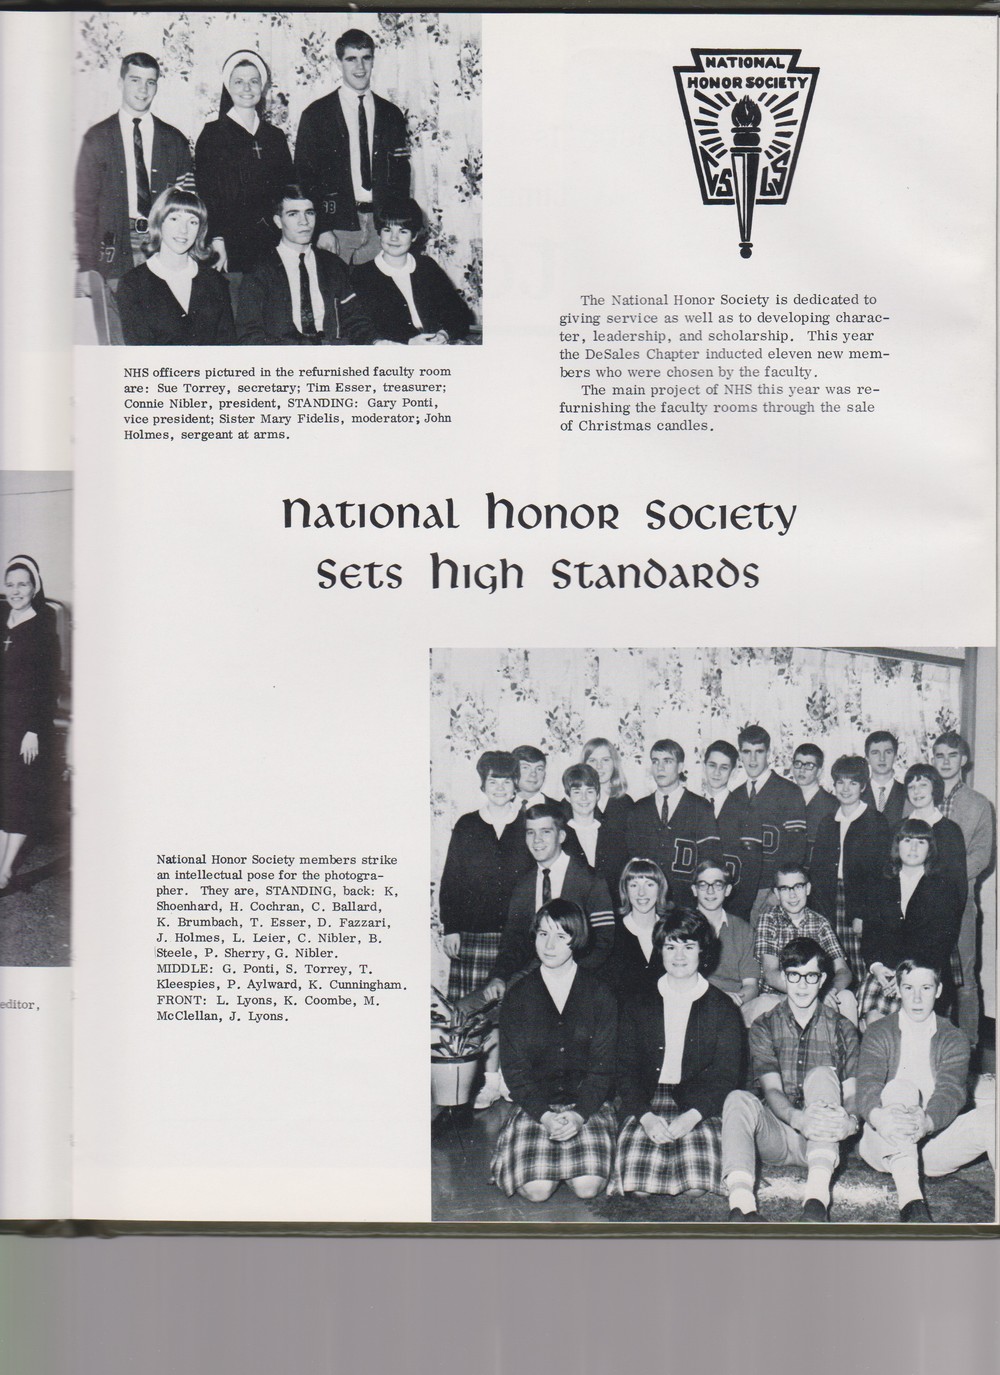 NATIONAL
HONOR SOCIETY
CS LS
NHS officers pictured in the refurnished faculty room
are: Sue Torrey, secretary; Tim Esser, treasurer;
Connie Nibler, president, STANDING: Gary Ponti,
vice president; Sister Mary Fidelis, moderator; John
Holmes, sergeant at arms.
The National Honor Society is dedicated to
giving service as well as to developing charac-
ter, leadership, and scholarship. This year
the DeSales Chapter inducted eleven new mem-
bers who were chosen by the faculty.
The main project of NHS this year was re-
furnishing the faculty rooms through the sale
of Christmas candles.
National Honor Society
Sets High Standards
National Honor Society members strike
an intellectual pose for the photogra-
pher. They are, STANDING, back: K,
Shoenhard, H. Cochran, C. Ballard,
K. Brumbach, T. Esser, D. Fazzari,
J. Holmes, L. Leier, C. Nibler, B.
Steele, P. Sherry, G. Nibler.
MIDDLE: G. Ponti, S. Torrey, T.
Kleespies, P. Aylward, K. Cunningham.
FRONT: L. Lyons, K. Coombe, M.
McClellan, J. Lyons.
editor,
D
D
D